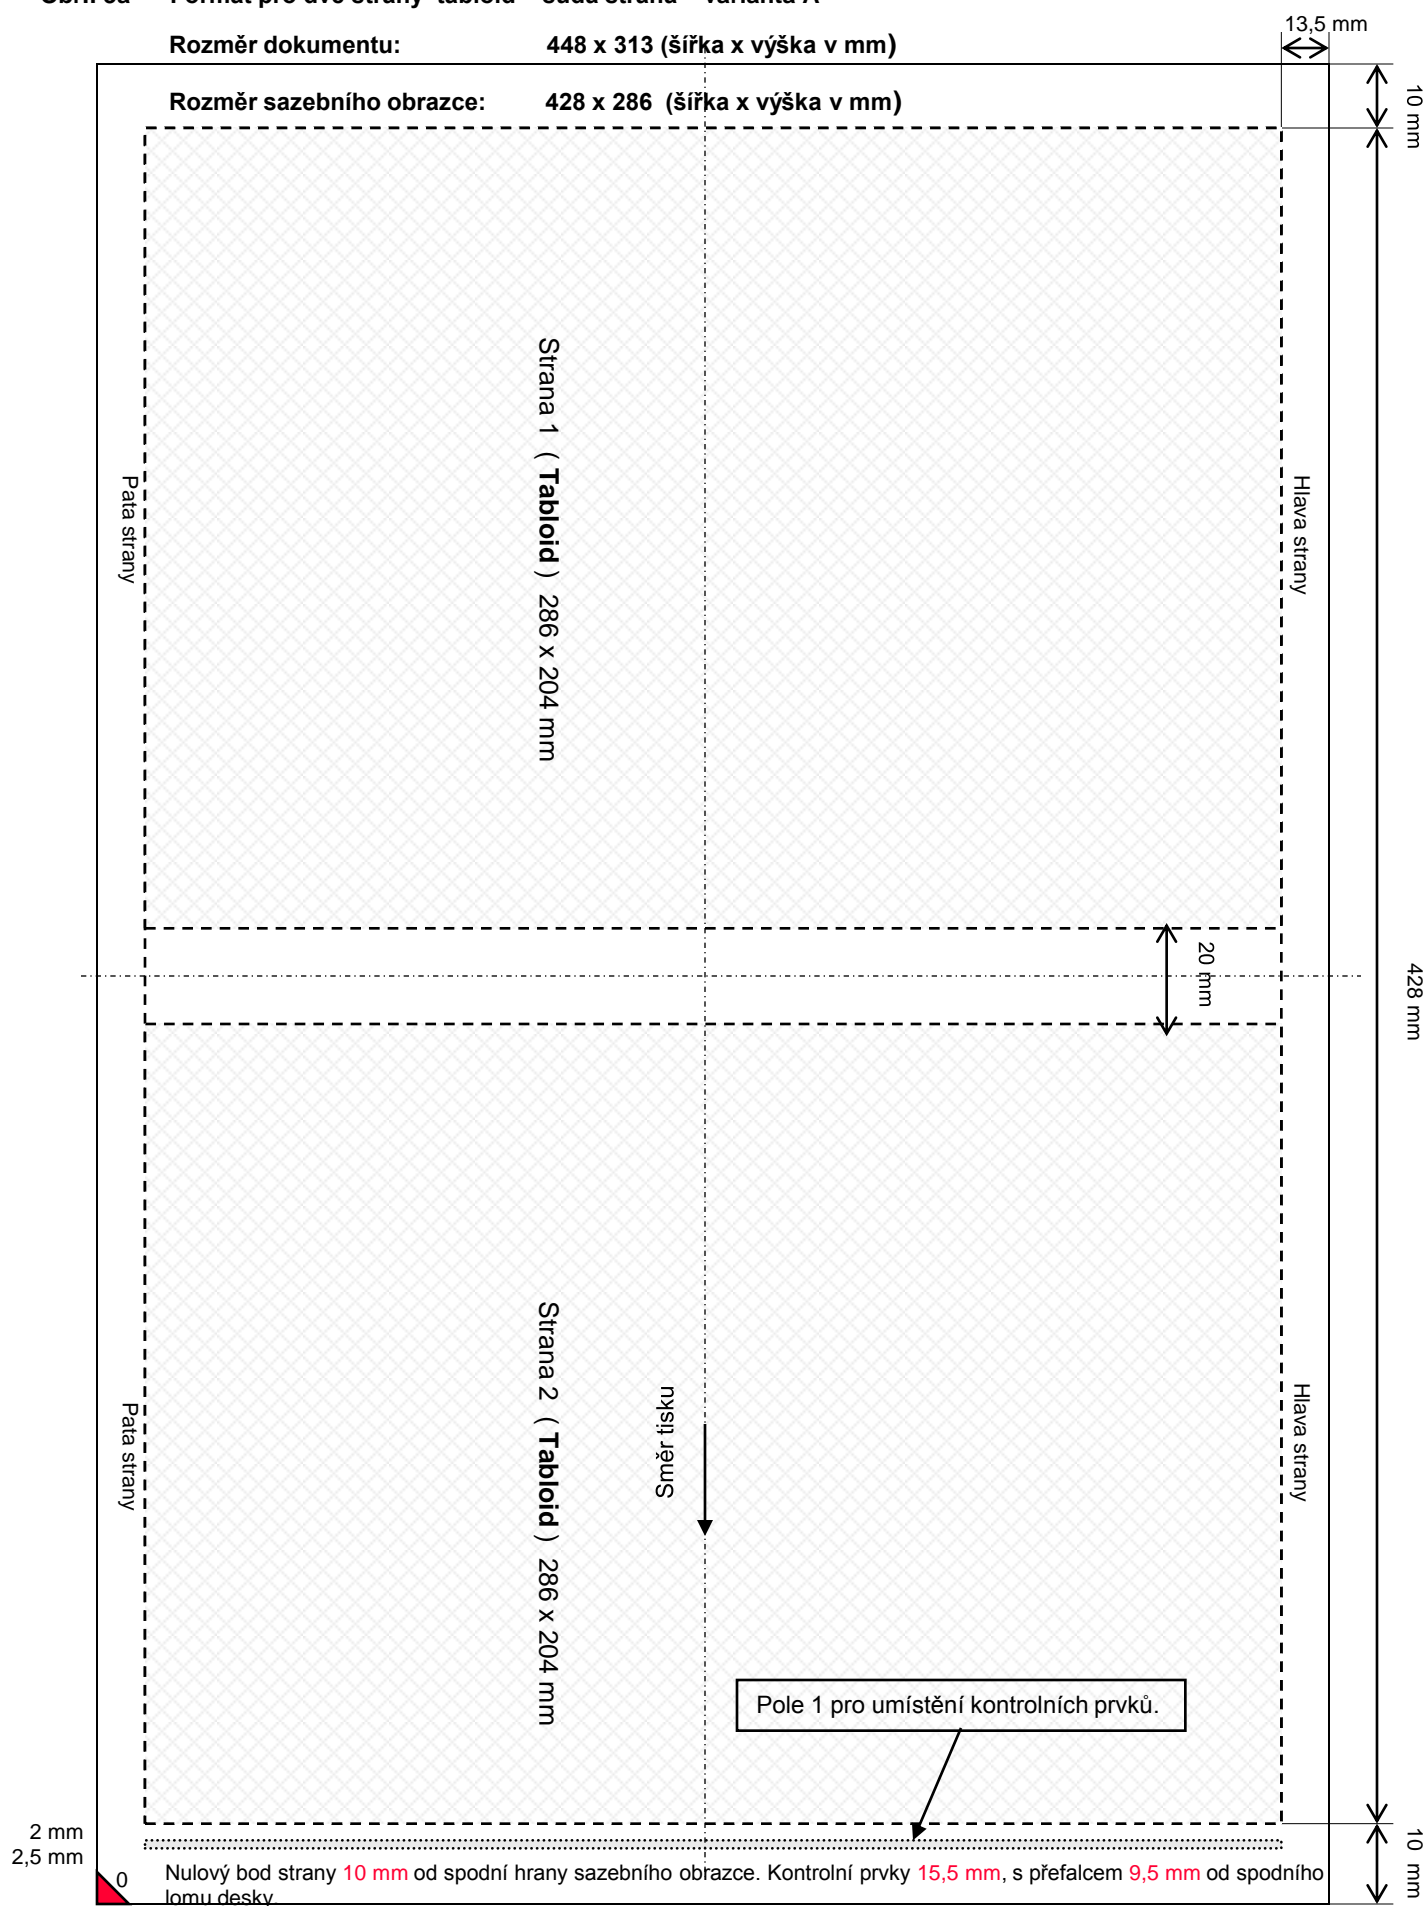 13,5 mm
Rozměr dokumentu: 448 x 313 (šířka x výška v mm)
Rozměr sazebního obrazce: 428 x 286 (šířka x výška v mm)
10 mm
Strana 1 ( Tabloid ) 286 x 204 mm
Pata strany
Hlava strany
20 mm
428 mm
Strana 2 ( Tabloid ) 286 x 204 mm
Směr tisku
Pata strany
Hlava strany
Pole 1 pro umístění kontrolních prvků.
2 mm
2,5 mm
10 mm
0
Nulový bod strany 10 mm od spodní hrany sazebního obrazce. Kontrolní prvky 15,5 mm, s přefalcem 9,5 mm od spodního
lomu desky.